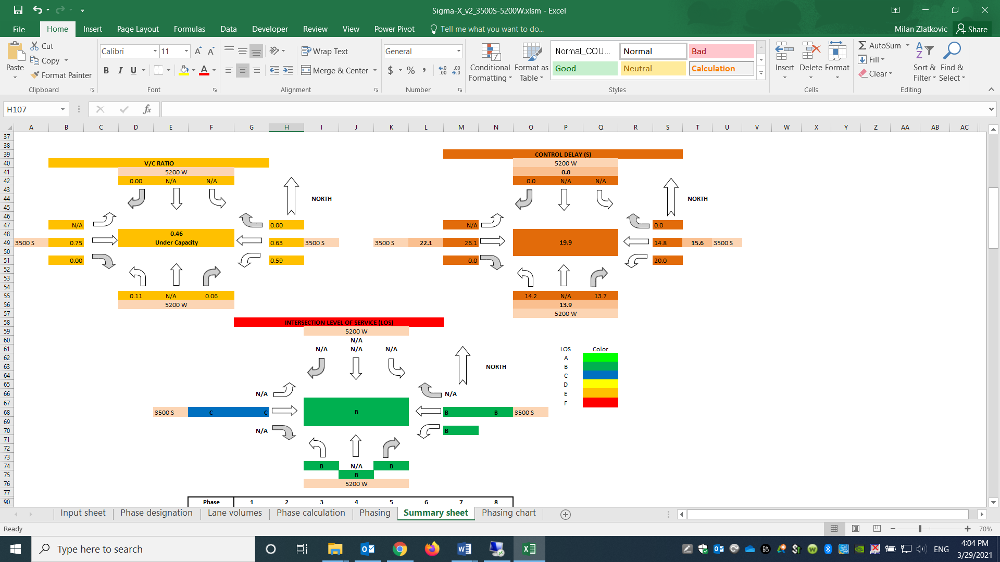 Sigma-X_v2_3500S-5200W.xlsm - Excel
File Home Insert Page Layout Formulas Data Developer Review View Power Pivot Tell me what you want to do... Milan Zlatkovic Share
Paste Cut Copy Format Painter
Calibri 11
B I U A
Wrap Text
Merge & Center
General
$ % ,
Conditional Formatting
Format as Table
Normal_COU... Normal Bad
Good Neutral Calculation
Insert Delete Format
AutoSum Fill Clear
Sort & Filter
Find & Select
Clipboard Font Alignment Number Styles Cells Editing
H107 fx
A B C D E F G H I J K L M N O P Q R S T U V W X Y Z AA AB AC
37
38
39 CONTROL DELAY (S)
40 V/C RATIO 5200 W
41 5200 W 0.0
42 0.00 N/A N/A 0.0 N/A N/A
43
44 NORTH NORTH
45
46
47 N/A 0.00 N/A 0.0
48 0.46
49 3500 S 0.75 Under Capacity 0.63 3500 S 3500 S 22.1 26.1 19.9 14.8 15.6 3500 S
50
51 0.00 0.59 0.0 20.0
52
53
54
55 0.11 N/A 0.06 14.2 N/A 13.7
56 5200 W 13.9
57 5200 W
58 INTERSECTION LEVEL OF SERVICE (LOS)
59 5200 W
60 N/A
61 N/A N/A N/A LOS Color
62 A
63 NORTH B
64 C
65 D
66 N/A N/A E
67 F
68 3500 S C C B B B 3500 S
69
70 N/A B
71
72
73
74 B N/A B
75 B
76 5200 W
77
90 Phase 1 2 3 4 5 6 7 8
Input sheet Phase designation Lane volumes Phase calculation Phasing Summary sheet Phasing chart
Ready 70%
Type here to search ENG 4:04 PM
3/29/2021